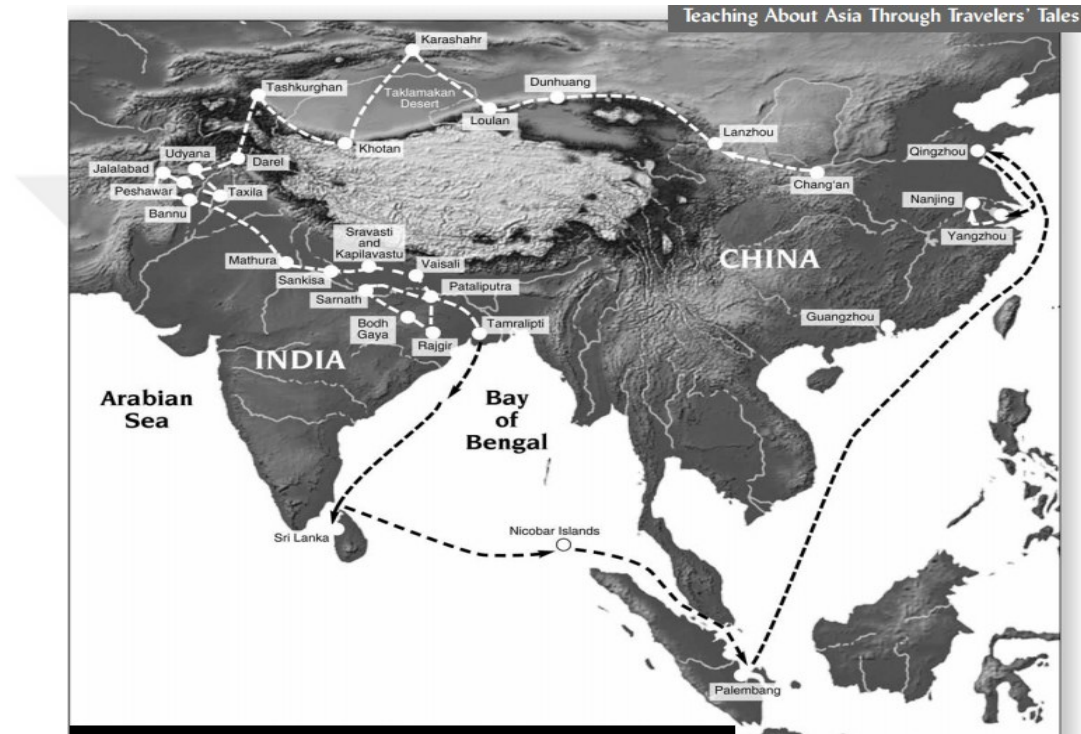 Teaching About Asia Through Travelers' Tales
Karashahr
Dunhuang
Tashkurghan
Taklamakan
Desert
Loulan
Lanzhou
Qingzhou
Udyana
Darel
Khotan
Jalalabad
Chang'an
Peshawar
Taxila
Nanjing
Bannu
Yangzhou
Sravasti
and
Kapilavastu
CHINA
Mathura
Vaisali
Sankisa
Pataliputra
Sarnath
Guangzhou
Bodh
Gaya
Tamralipti
Rajgir
INDIA
Arabian
Sea
Bay
of
Bengal
Nicobar Islands
Sri Lanka
Palembang